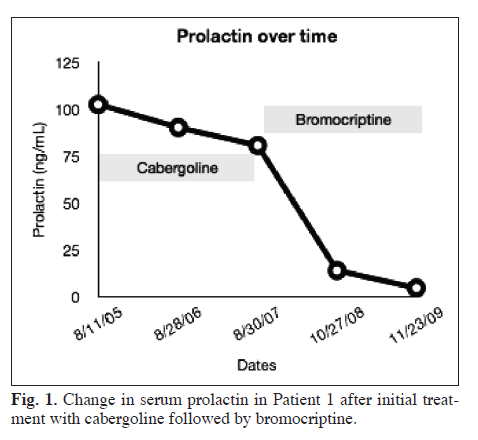 Prolactin over time
125
100
75
50
25
0
Prolactin (ng/mL)
Bromocriptine
Cabergoline
8/11/05
8/28/06
8/30/07
10/27/08
11/23/09
Dates
Fig. 1. Change in serum prolactin in Patient 1 after initial treat-
ment with cabergoline followed by bromocriptine.